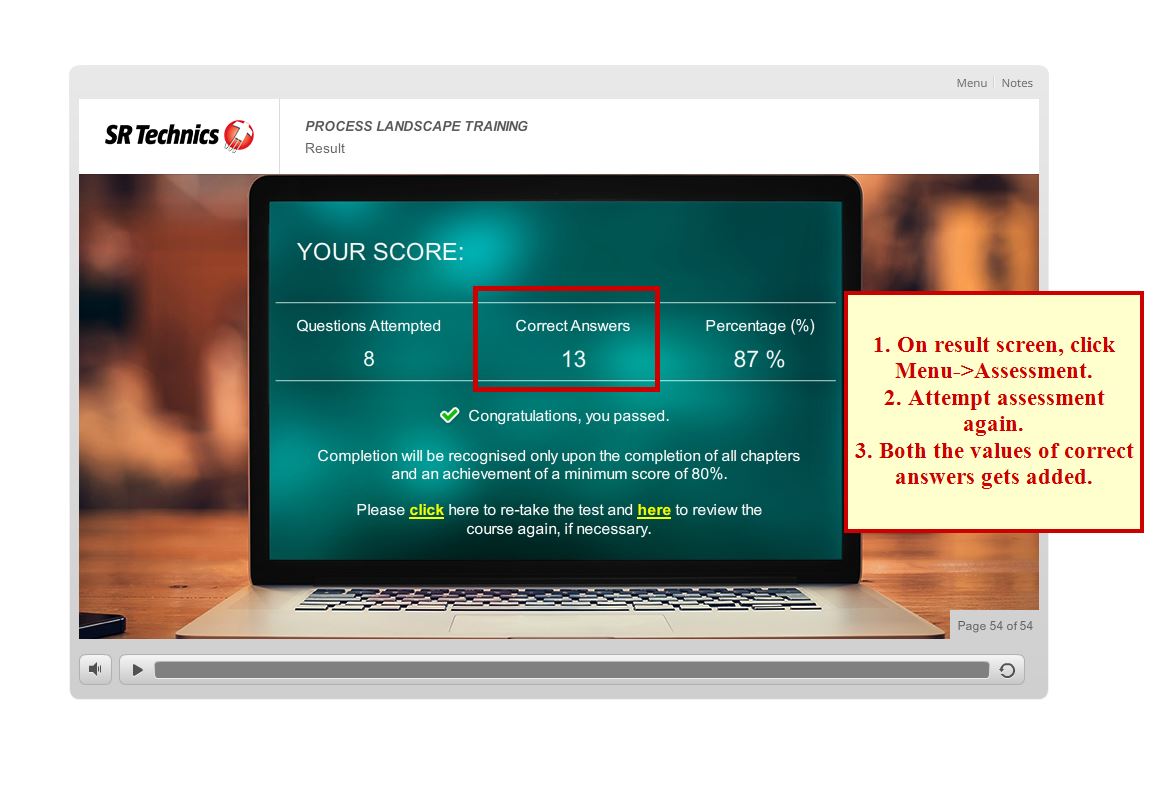 Menu Notes
SR Technics
PROCESS LANDSCAPE TRAINING
Result
YOUR SCORE:
Questions Attempted Correct Answers Percentage (%)
8 13 87 %
Congratulations, you passed.
Completion will be recognised only upon the completion of all chapters
and an achievement of a minimum score of 80%.
Please click here to re-take the test and here to review the
course again, if necessary.
1. On result screen, click
Menu->Assessment.
2. Attempt assessment
again.
3. Both the values of correct
answers gets added.
Page 54 of 54